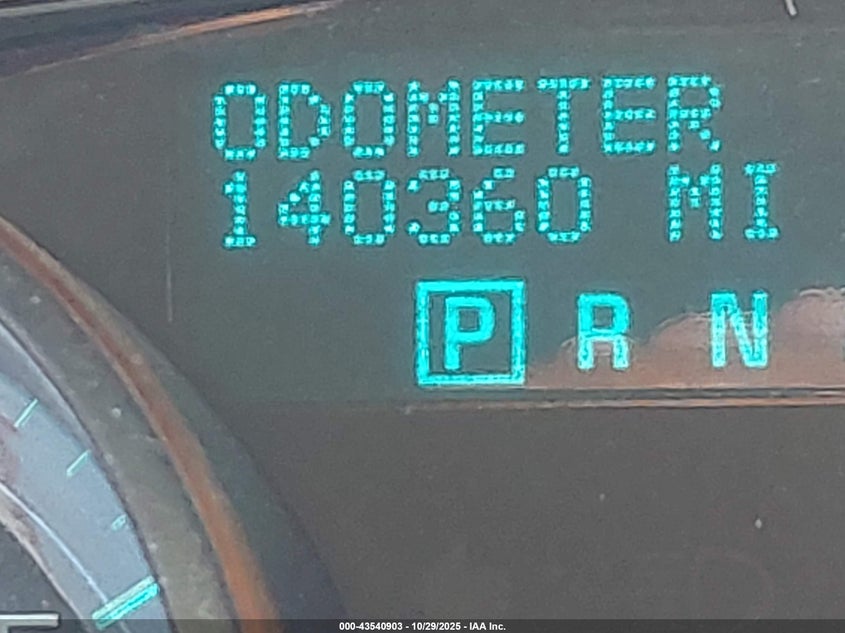 ODOMETER
140360 MI
P R N
000-43540903 - 10/29/2025 - IAA Inc.